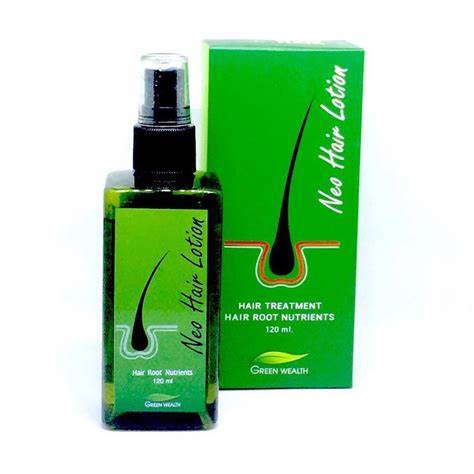 Neo Hair Lotion
Hair Root Nutrients
120 ml
GREEN WEALTH
Neo Hair Lotion
HAIR TREATMENT
HAIR ROOT NUTRIENTS
120 ml.
GREEN WEALTH